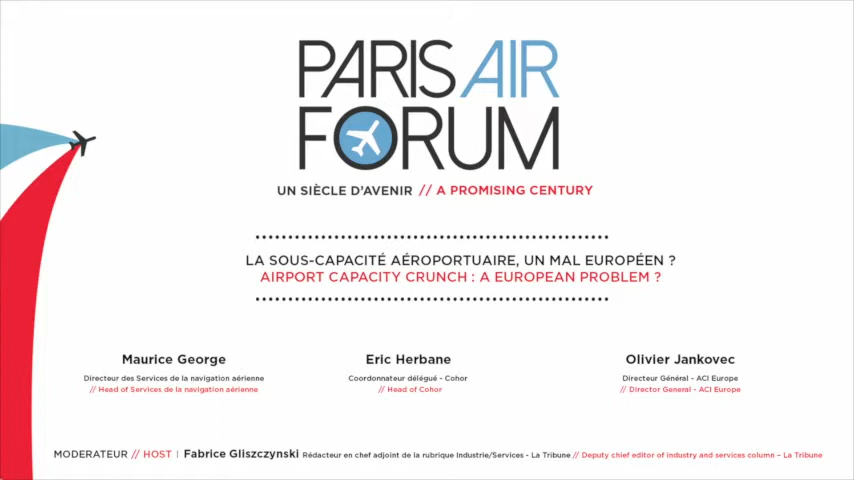 PARIS AIR
FORUM
UN SIÈCLE D'AVENIR // A PROMISING CENTURY
LA SOUS-CAPACITÉ AÉROPORTUAIRE, UN MAL EUROPÉEN ?
AIRPORT CAPACITY CRUNCH : A EUROPEAN PROBLEM ?
Maurice George
Directeur des Services de la navigation aérienne
// Head of Services de la navigation aérienne
Eric Herbane
Coordonnateur délégué - Cohor
// Head of Cohor
Olivier Jankovec
Directeur Général - ACI Europe
// Director General - ACI Europe
MODERATEUR // HOST | Fabrice Gliszczynski Rédacteur en chef adjoint de la rubrique Industrie/Services - La Tribune // Deputy chief editor of industry and services column – La Tribune